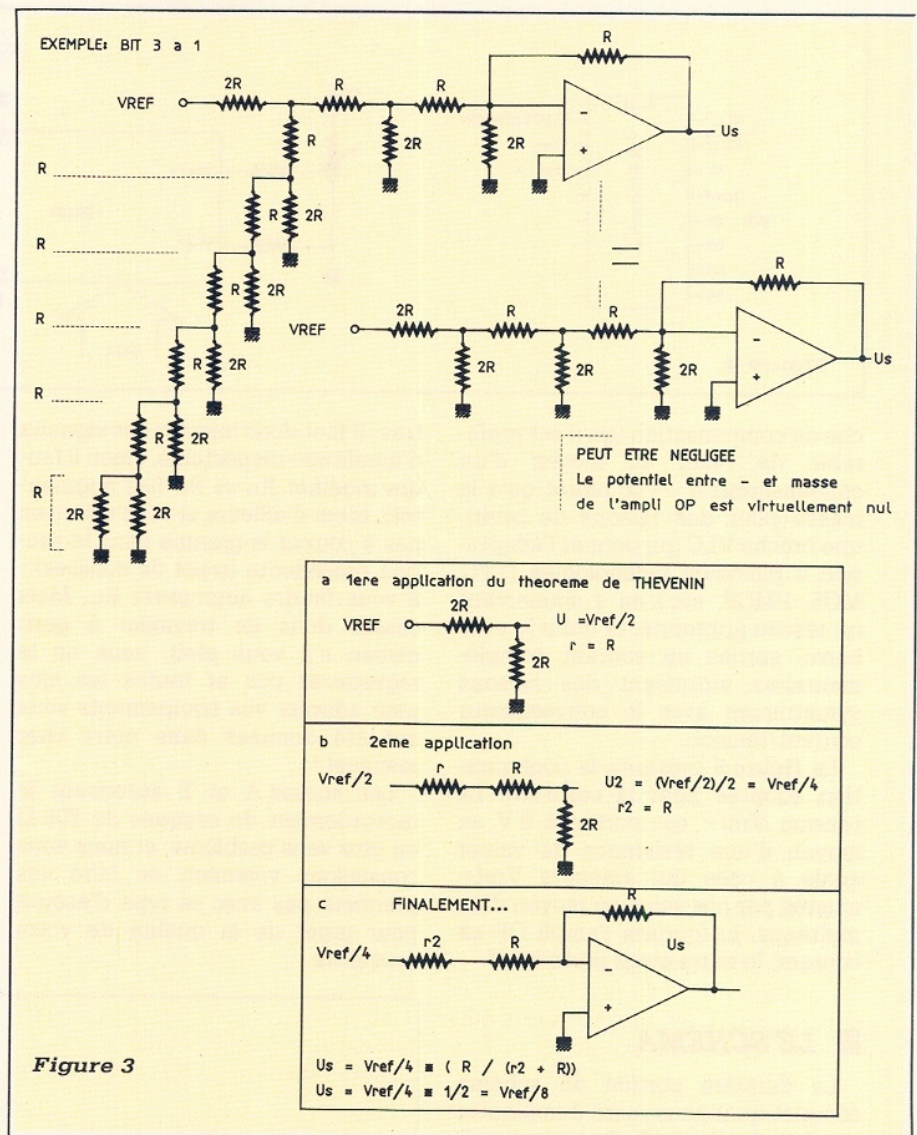 EXEMPLE: BIT 3 a 1
R
2R
R
R
VREF
-
+
Us
R
2R
2R
R
R
2R
R
R
R
2R
R
2R
R
R
VREF
R
2R
2R
2R
2R
-
+
Us
R
2R
R
R
2R
R
2R
2R
PEUT ETRE NEGLIGEE
Le potentiel entre - et masse
de l'ampli OP est virtuellement nul
a 1ere application du theoreme de THEVENIN
2R
VREF
U =Vref/2
r = R
2R
b 2eme application
Vref/2
r
R
U2 = (Vref/2)/2 = Vref/4
r2 = R
2R
c FINALEMENT...
R
Us
Vref/4
r2
R
-
+
Us = Vref/4 * ( R / (r2 + R))
Us = Vref/4 * 1/2 = Vref/8
Figure 3